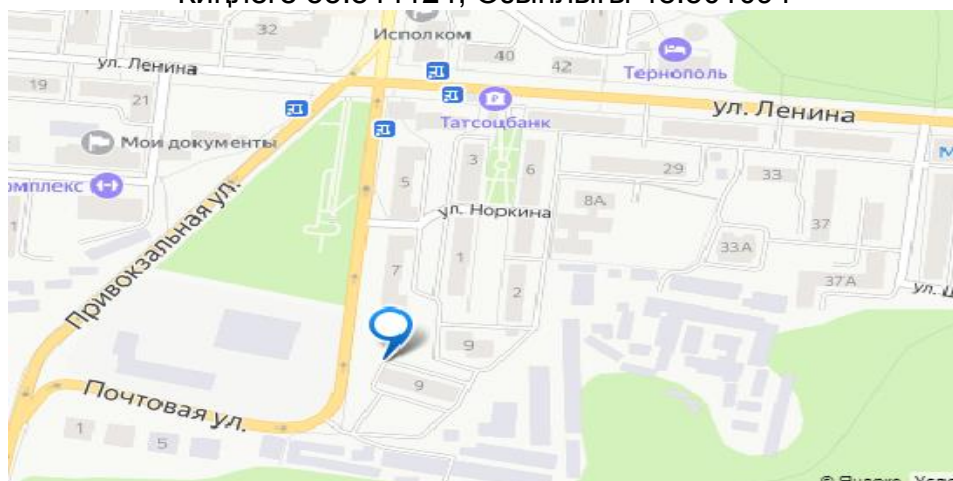 32
Исполком
40
42
Тернополь
ул. Ленина
19
21
ул. Ленина
Татсоцбанк
Мои документы
3
6
29
33
5
8А
37
ул. Норкина
Привокзальная ул.
33А
7
1
37А
2
9
9
Почтовая ул.
1
5